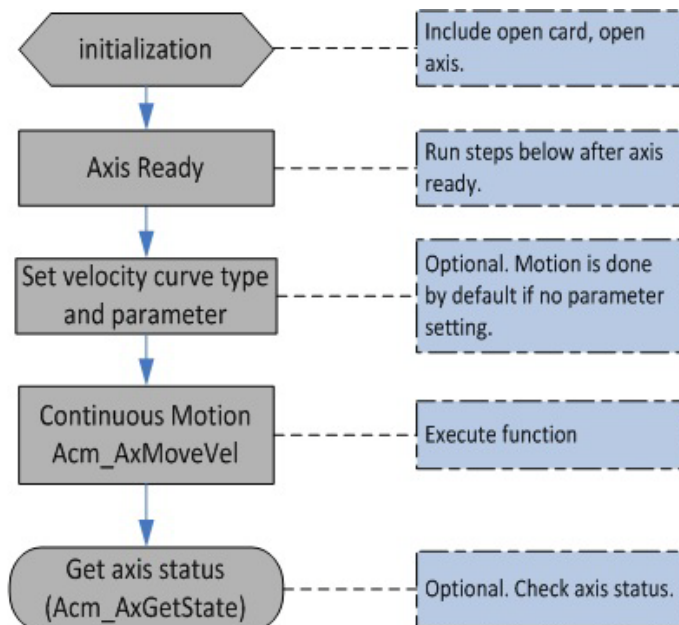 initialization
Include open card, open
axis.
Axis Ready
Run steps below after axis
ready.
Set velocity curve type
and parameter
Optional. Motion is done
by default if no parameter
setting.
Continuous Motion
Acm_AxMoveVel
Execute function
Get axis status
(Acm_AxGetState)
Optional. Check axis status.